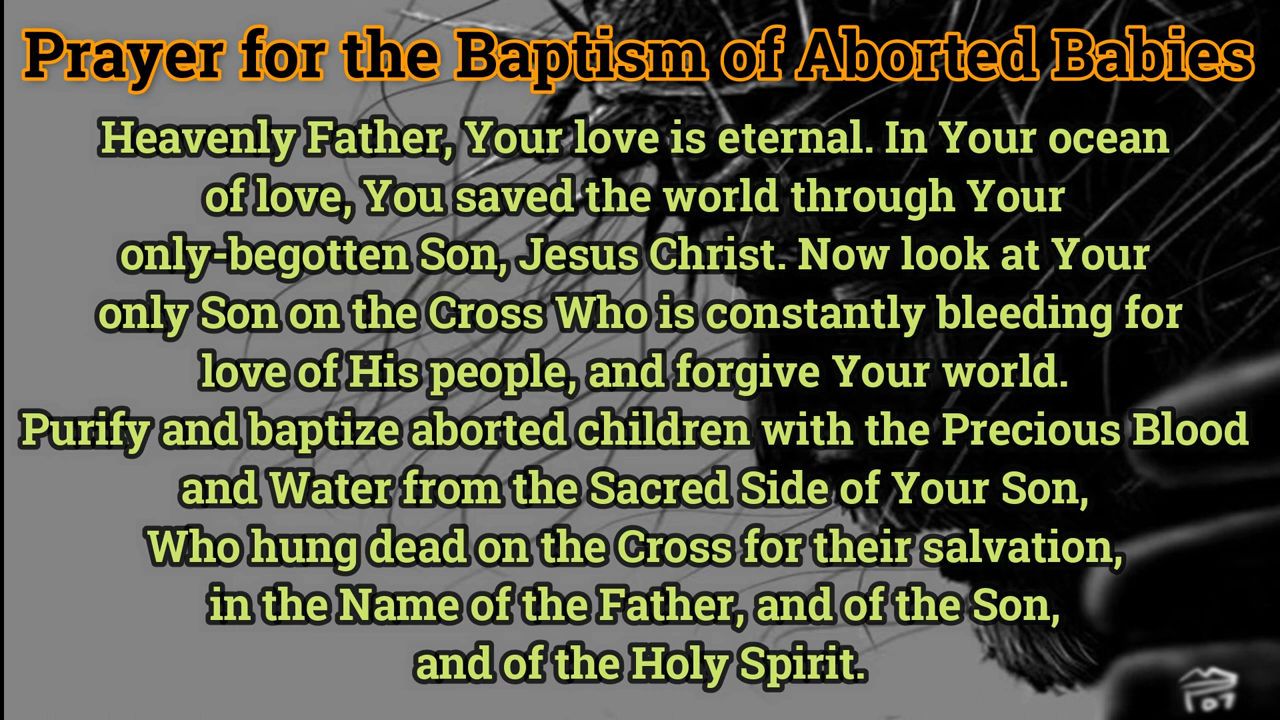 Prayer for the Baptism of Aborted Babies
Heavenly Father, Your love is eternal. In Your ocean
of love, You saved the world through Your
only-begotten Son, Jesus Christ. Now look at Your
only Son on the Cross Who is constantly bleeding for
love of His people, and forgive Your world.
Purify and baptize aborted children with the Precious Blood
and Water from the Sacred Side of Your Son,
Who hung dead on the Cross for their salvation,
in the Name of the Father, and of the Son,
and of the Holy Spirit.